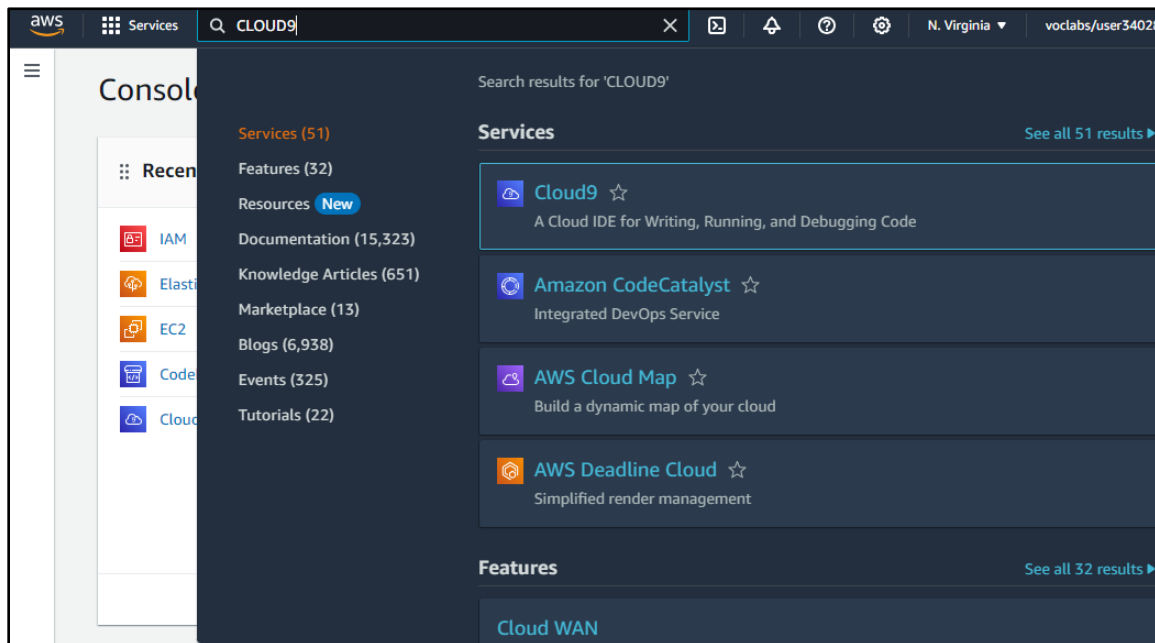 aws
Services
CLOUD9
N. Virginia
voclabs/user34028
Consol
Search results for 'CLOUD9'
Services (51)
Features (32)
Resources New
Documentation (15,323)
Knowledge Articles (651)
Marketplace (13)
Blogs (6,938)
Events (325)
Tutorials (22)
Recen
IAM
Elasti
EC2
Code
Cloud
Services
See all 51 results
Cloud9
A Cloud IDE for Writing, Running, and Debugging Code
Amazon CodeCatalyst
Integrated DevOps Service
AWS Cloud Map
Build a dynamic map of your cloud
AWS Deadline Cloud
Simplified render management
Features
See all 32 results
Cloud WAN